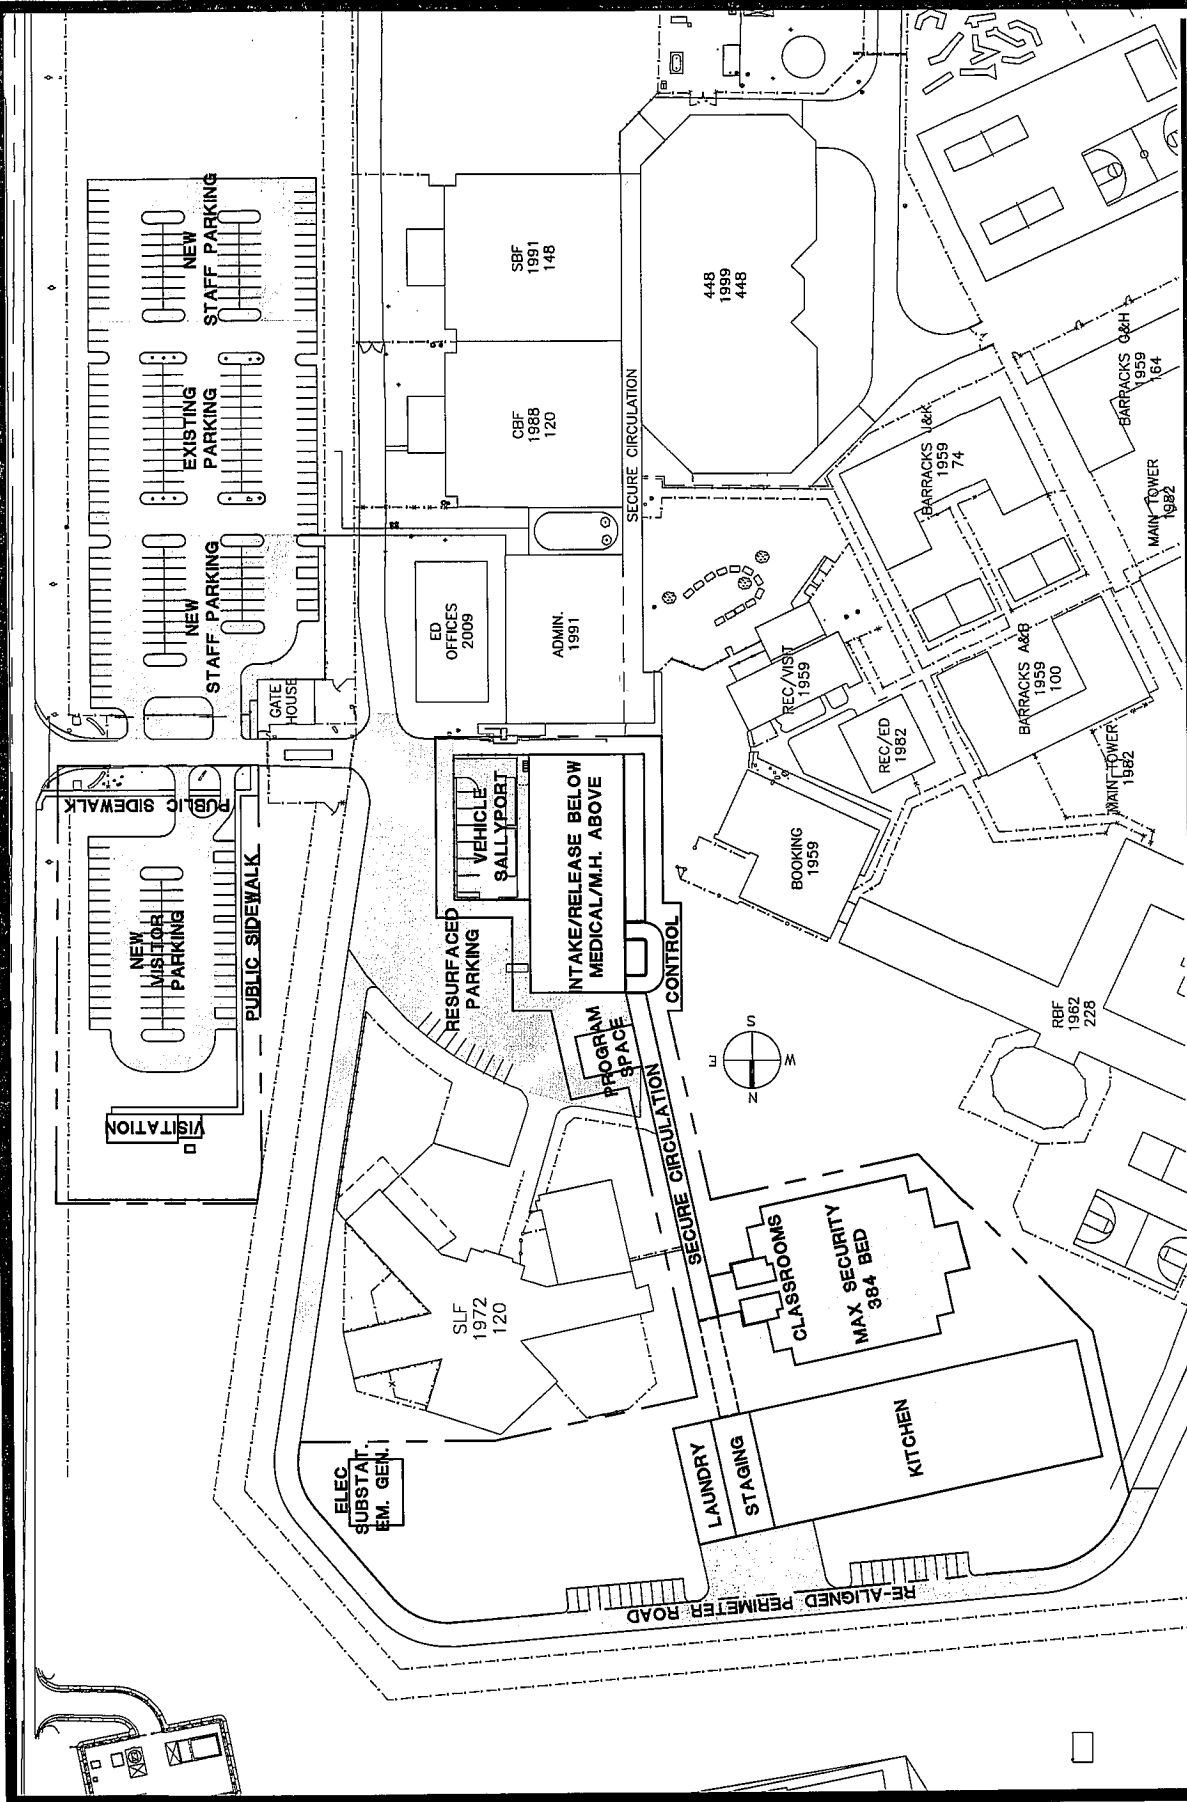 NEW
STAFF PARKING
EXISTING
PARKING
NEW
STAFF PARKING
GATE
HOUSE
PUBLIC SIDEWALK
NEW
VISITOR
PARKING
PUBLIC SIDEWALK
VISITATION
SBF
1991
148
CBF
1988
120
448
1999
448
SECURE CIRCULATION
ED
OFFICES
2009
ADMIN.
1991
BARRACKS G&H
1959
164
BARRACKS J&K
1959
74
MAIN TOWER
1982
REC/VISIT
1959
BARRACKS A&B
1959
100
REC/ED
1982
MAIN TOWER
1982
BOOKING
1959
VEHICLE
SALLYPORT
INTAKE/RELEASE BELOW
MEDICAL/M.H. ABOVE
RESURFACED
PARKING
CONTROL
PROGRAM
SPACE
RBF
1962
228
S
E
W
N
SECURE CIRCULATION
SLF
1972
120
CLASSROOMS
MAX SECURITY
384 BED
ELEC
SUBSTAT.
EM. GEN.
LAUNDRY
STAGING
KITCHEN
RE-ALIGNED PERIMETER ROAD